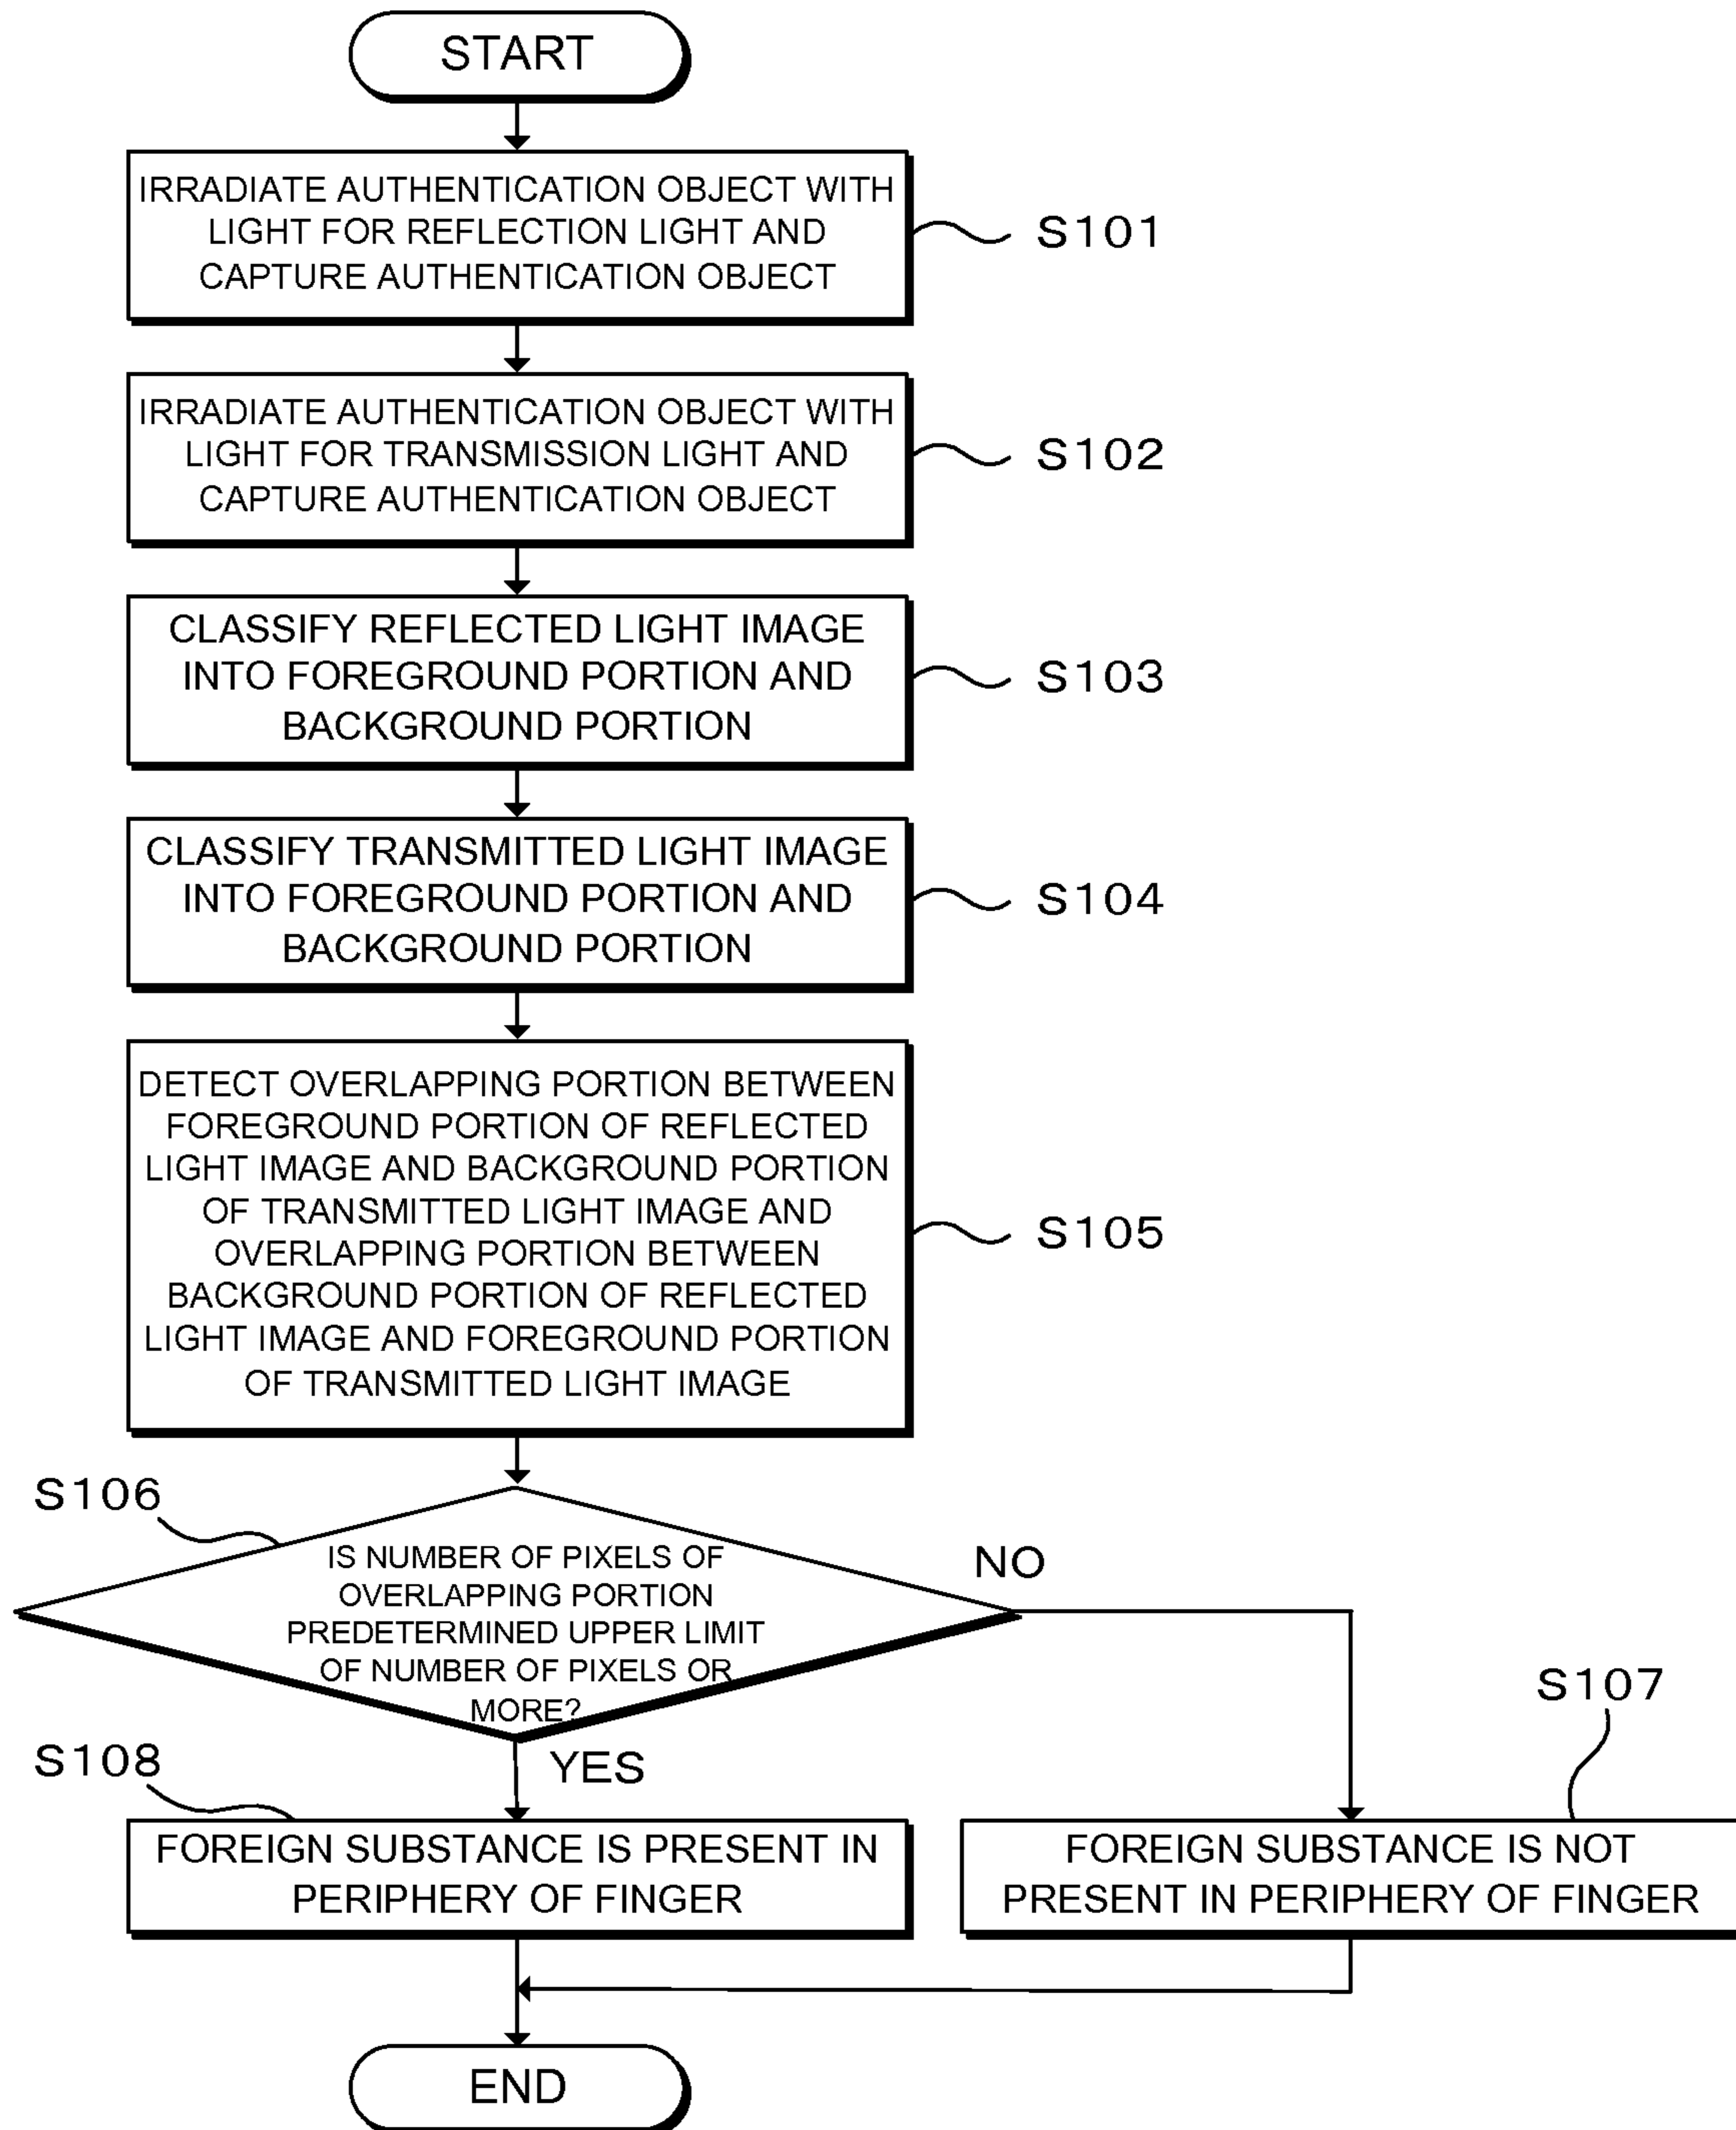 START
IRRADIATE AUTHENTICATION OBJECT WITH
LIGHT FOR REFLECTION LIGHT AND
CAPTURE AUTHENTICATION OBJECT
S101
IRRADIATE AUTHENTICATION OBJECT WITH
LIGHT FOR TRANSMISSION LIGHT AND
CAPTURE AUTHENTICATION OBJECT
S102
CLASSIFY REFLECTED LIGHT IMAGE
INTO FOREGROUND PORTION AND
BACKGROUND PORTION
S103
CLASSIFY TRANSMITTED LIGHT IMAGE
INTO FOREGROUND PORTION AND
BACKGROUND PORTION
S104
DETECT OVERLAPPING PORTION BETWEEN
FOREGROUND PORTION OF REFLECTED
LIGHT IMAGE AND BACKGROUND PORTION
OF TRANSMITTED LIGHT IMAGE AND
OVERLAPPING PORTION BETWEEN
BACKGROUND PORTION OF REFLECTED
LIGHT IMAGE AND FOREGROUND PORTION
OF TRANSMITTED LIGHT IMAGE
S105
S106
IS NUMBER OF PIXELS OF
OVERLAPPING PORTION
PREDETERMINED UPPER LIMIT
OF NUMBER OF PIXELS OR
MORE?
NO
YES
S108
FOREIGN SUBSTANCE IS PRESENT IN
PERIPHERY OF FINGER
S107
FOREIGN SUBSTANCE IS NOT
PRESENT IN PERIPHERY OF FINGER
END